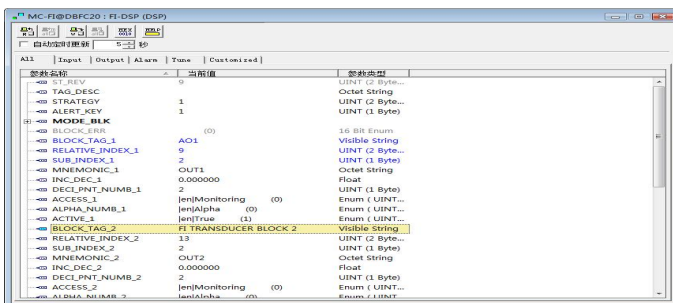 MC-FI@DBFC20 : FI-DSP (DSP)
自动定时更新 5 秒
All Input Output Alarm Tune Customized
参数名称 当前值 参数类型
ST_REV 9 UINT (2 Byte...
TAG_DESC Octet String
STRATEGY 1 UINT (2 Byte...
ALERT_KEY 1 UINT (1 Byte)
MODE_BLK
BLOCK_ERR (0) 16 Bit Enum
BLOCK_TAG_1 AO1 Visible String
RELATIVE_INDEX_1 9 UINT (2 Byte...
SUB_INDEX_1 2 UINT (1 Byte)
MNEMONIC_1 OUT1 Octet String
INC_DEC_1 0.000000 Float
DECI_PNT_NUMB_1 2 UINT (1 Byte)
ACCESS_1 |en|Monitoring (0) Enum ( UINT...
ALPHA_NUMB_1 |en|Alpha (0) Enum ( UINT...
ACTIVE_1 |en|True (1) Enum ( UINT...
BLOCK_TAG_2 FI TRANSDUCER BLOCK 2 Visible String
RELATIVE_INDEX_2 13 UINT (2 Byte...
SUB_INDEX_2 2 UINT (1 Byte)
MNEMONIC_2 OUT2 Octet String
INC_DEC_2 0.000000 Float
DECI_PNT_NUMB_2 2 UINT (1 Byte)
ACCESS_2 |en|Monitoring (0) Enum ( UINT...
ALPHA_NUMB_2 |en|Alpha (0) Enum ( UINT...